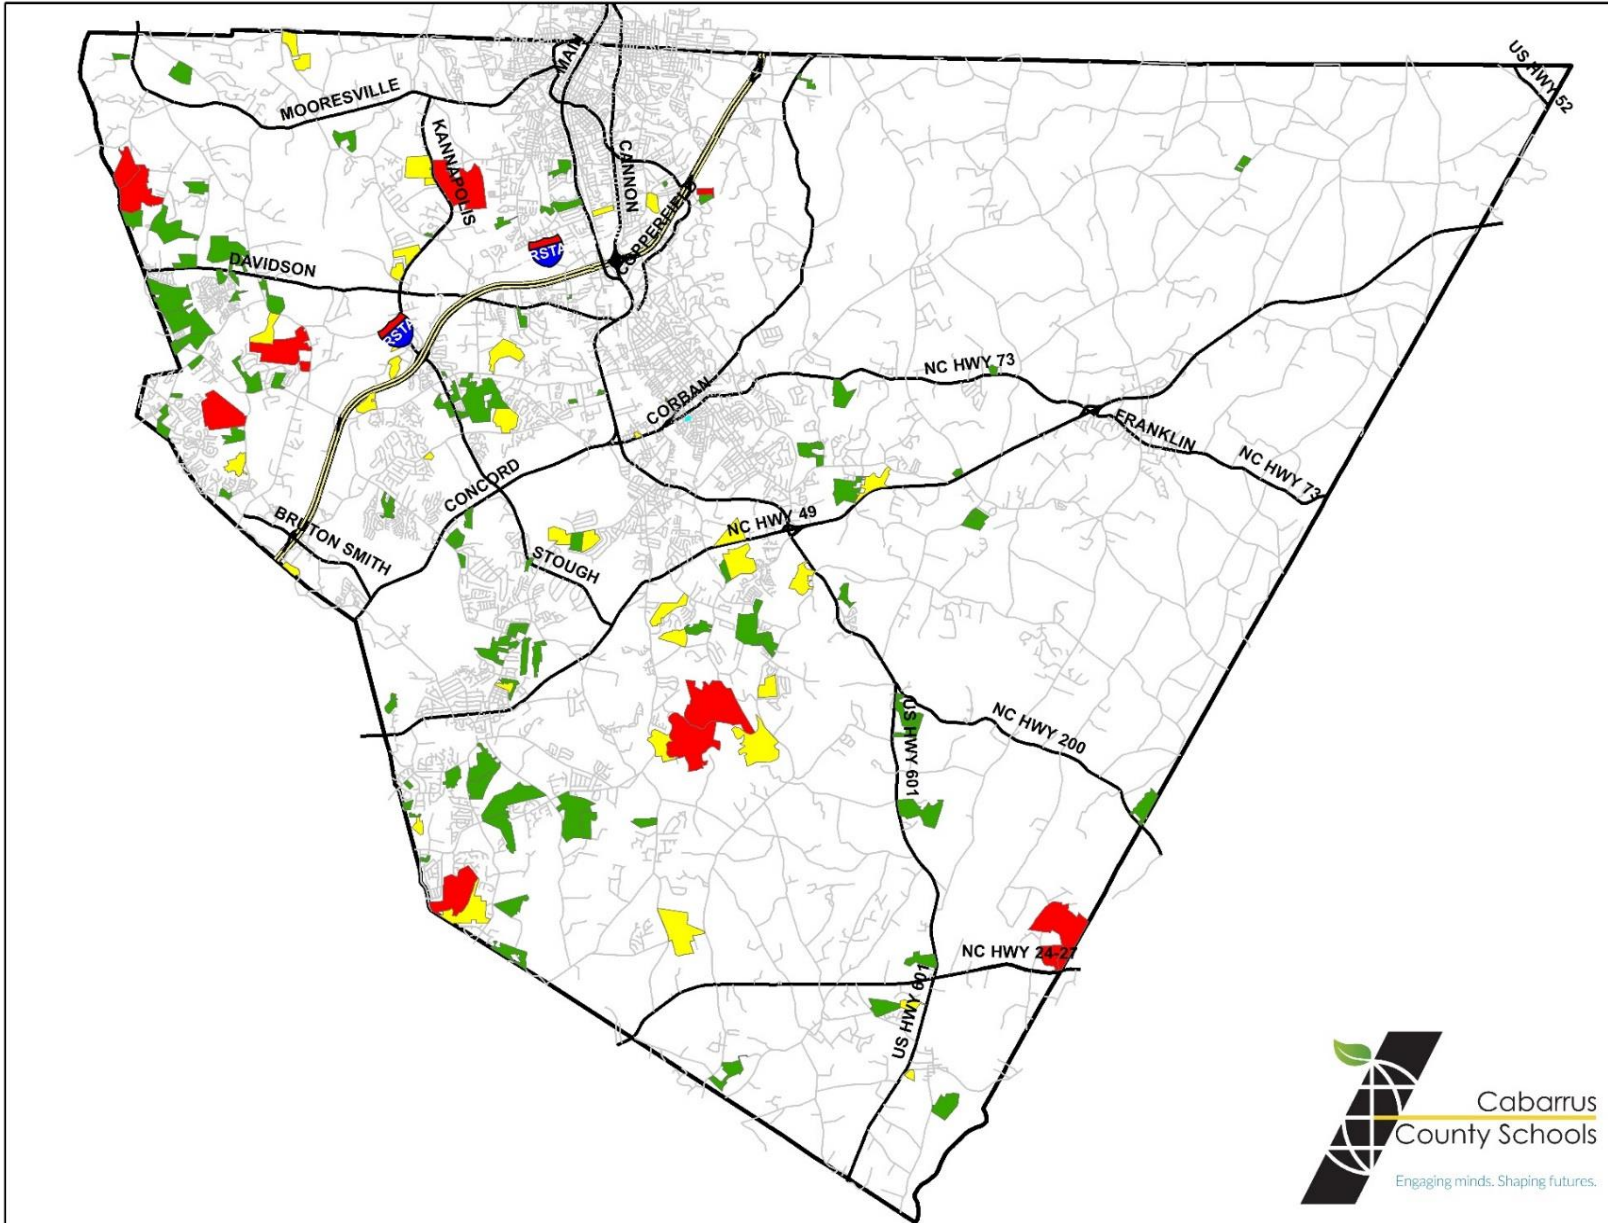 US HWY 52
MAIN
MOORESVILLE
KANNAPOLIS
CANNON
COPPERFIELD
RSTA
DAVIDSON
RSTA
NC HWY 73
CORBAN
FRANKLIN
NC HWY 73
CONCORD
NC HWY 49
BRUTON SMITH
STOUGH
US HWY 601
NC HWY 200
NC HWY 24-27
US HWY 601
Cabarrus
County Schools
Engaging minds. Shaping futures.